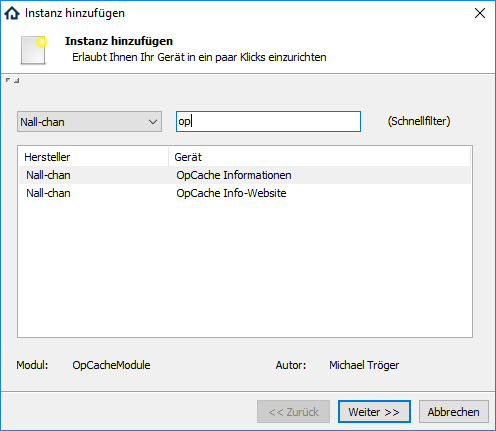 Instanz hinzufügen
Instanz hinzufügen
Erlaubt Ihnen Ihr Gerät in ein paar Klicks einzurichten
Nall-chan op (Schnellfilter)
Hersteller Gerät
Nall-chan OpCache Informationen
Nall-chan OpCache Info-Website
Modul: OpCacheModule Autor: Michael Tröger
<< Zurück Weiter >> Abbrechen